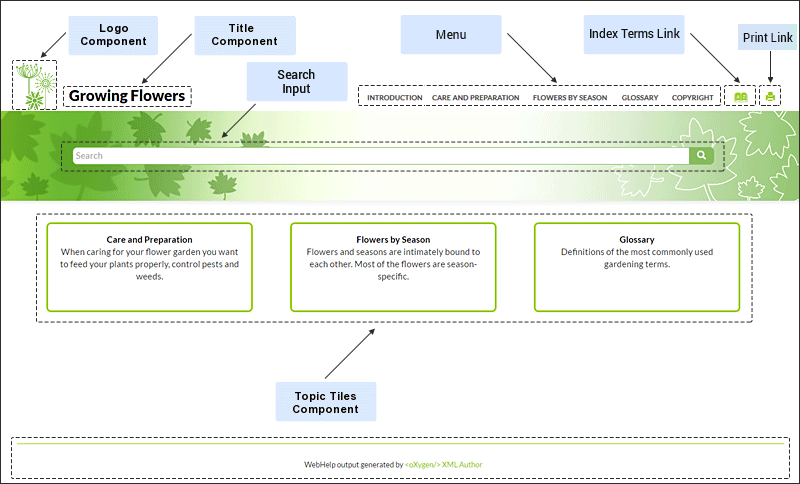 Logo
Component
Title
Component
Menu
Index Terms Link
Print Link
Search
Input
Growing Flowers
INTRODUCTION CARE AND PREPARATION FLOWERS BY SEASON GLOSSARY COPYRIGHT
Search
Care and Preparation
When caring for your flower garden you want
to feed your plants properly, control pests and
weeds.
Flowers by Season
Flowers and seasons are intimately bound to
each other. Most of the flowers are season-
specific.
Glossary
Definitions of the most commonly used
gardening terms.
Topic Tiles
Component
WebHelp output generated by <oXygen/> XML Author